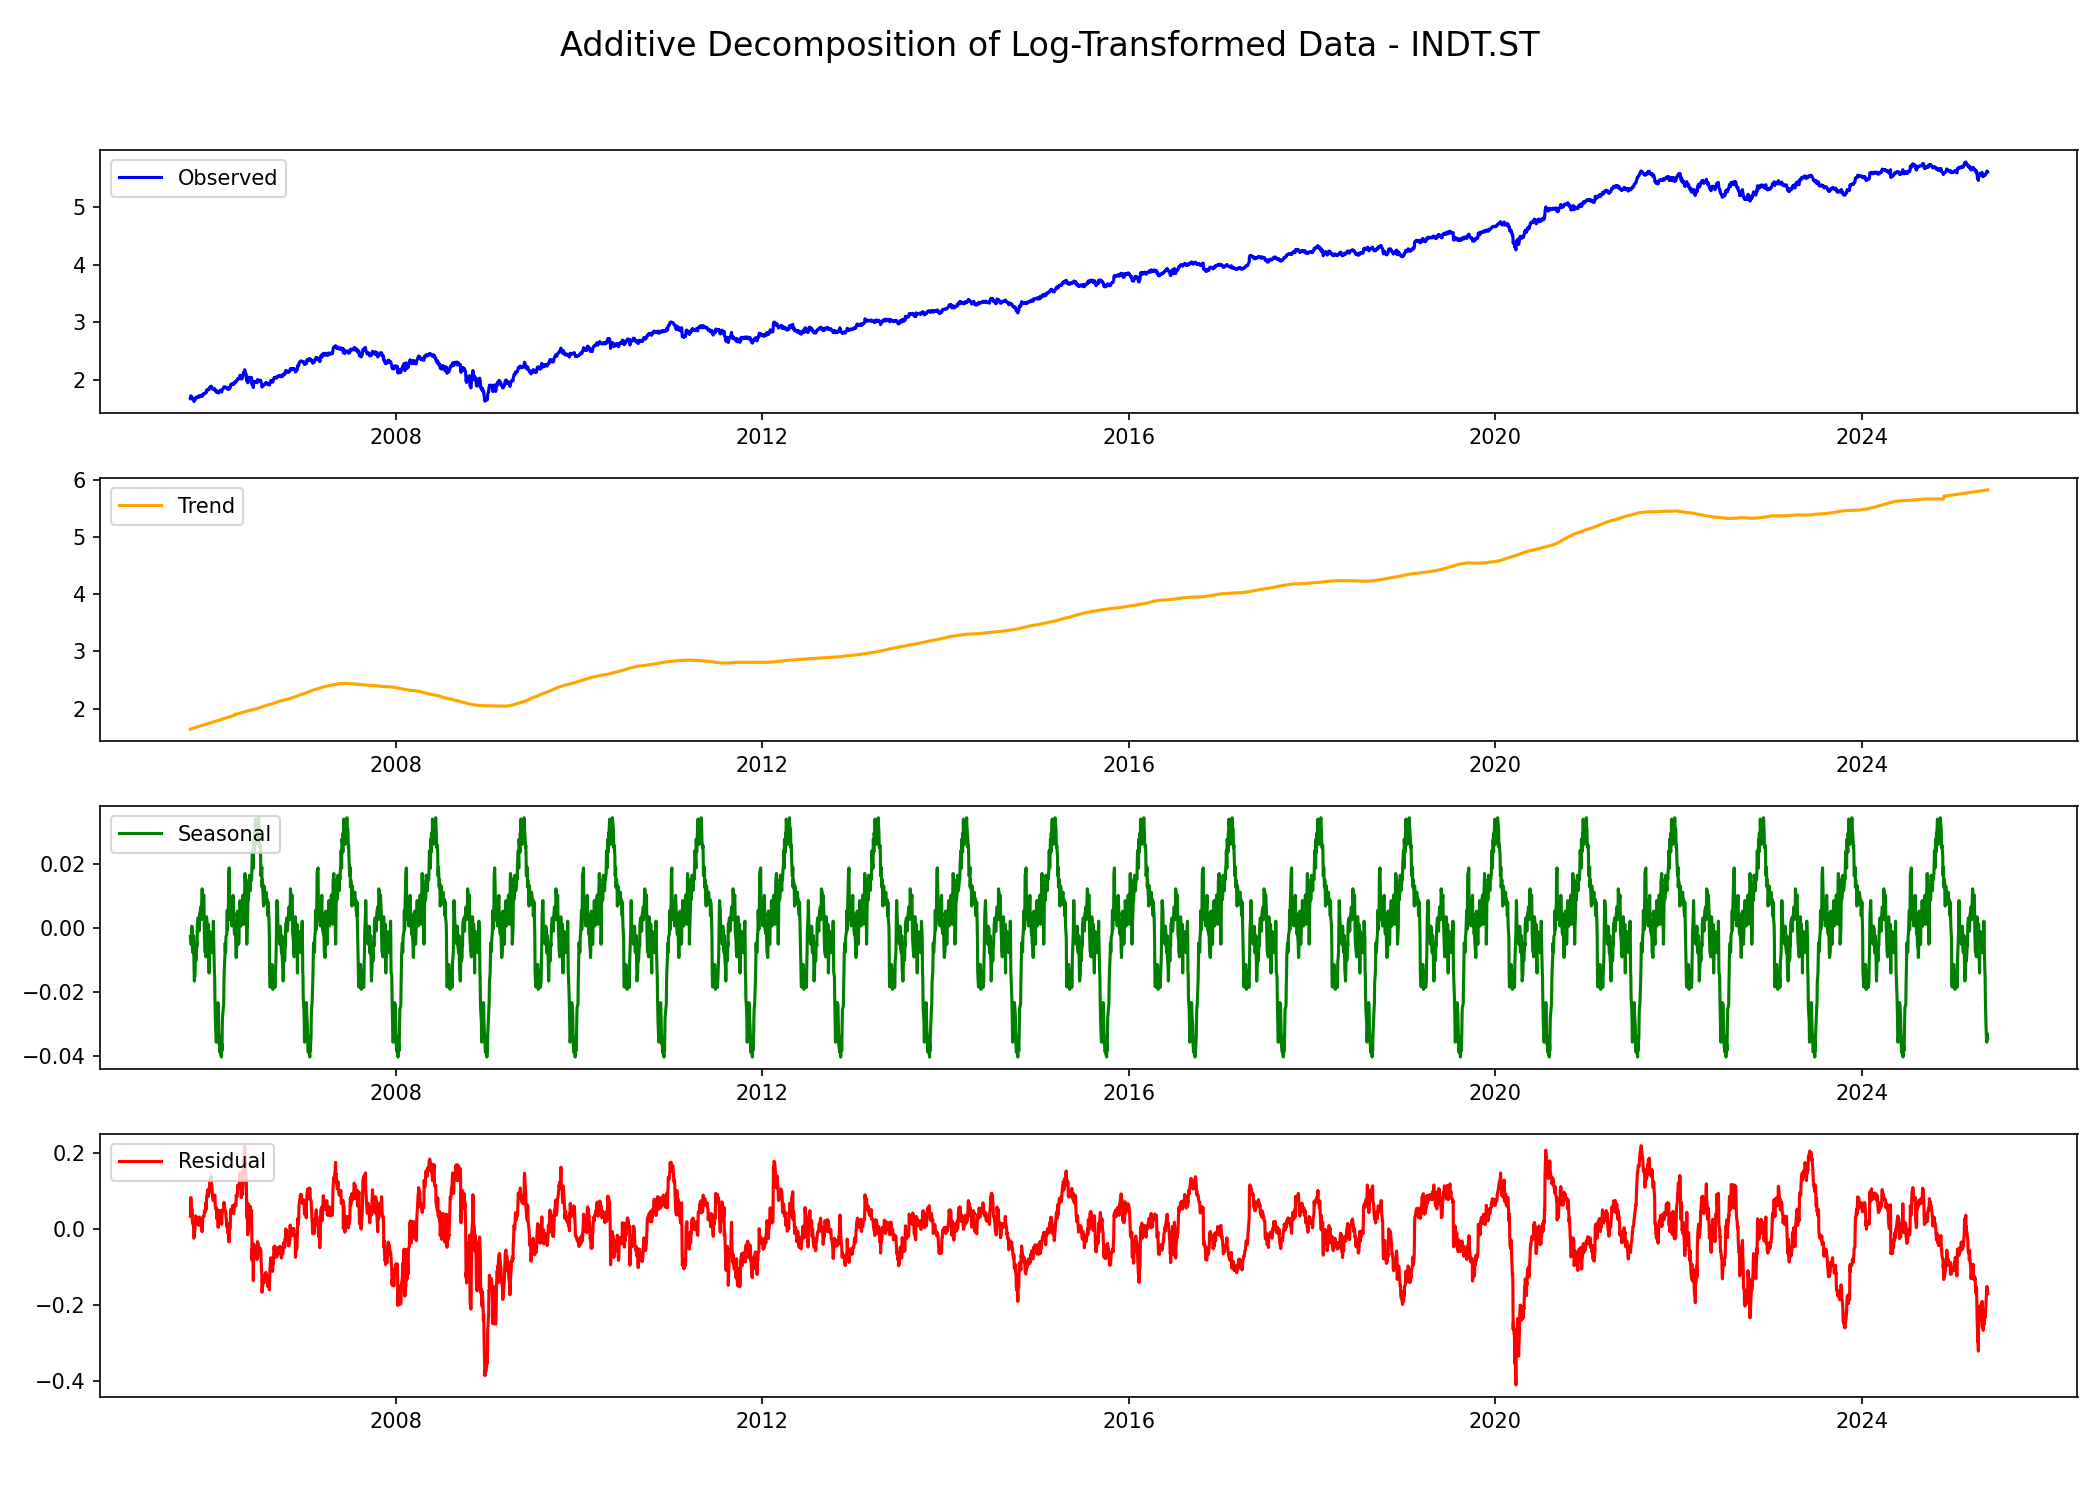 Additive Decomposition of Log-Transformed Data - INDT.ST
Observed
5
4
3
2
2008 2012 2016 2020 2024
Trend
6
5
4
3
2
2008 2012 2016 2020 2024
Seasonal
0.02
0.00
−0.02
−0.04
2008 2012 2016 2020 2024
Residual
0.2
0.0
−0.2
−0.4
2008 2012 2016 2020 2024